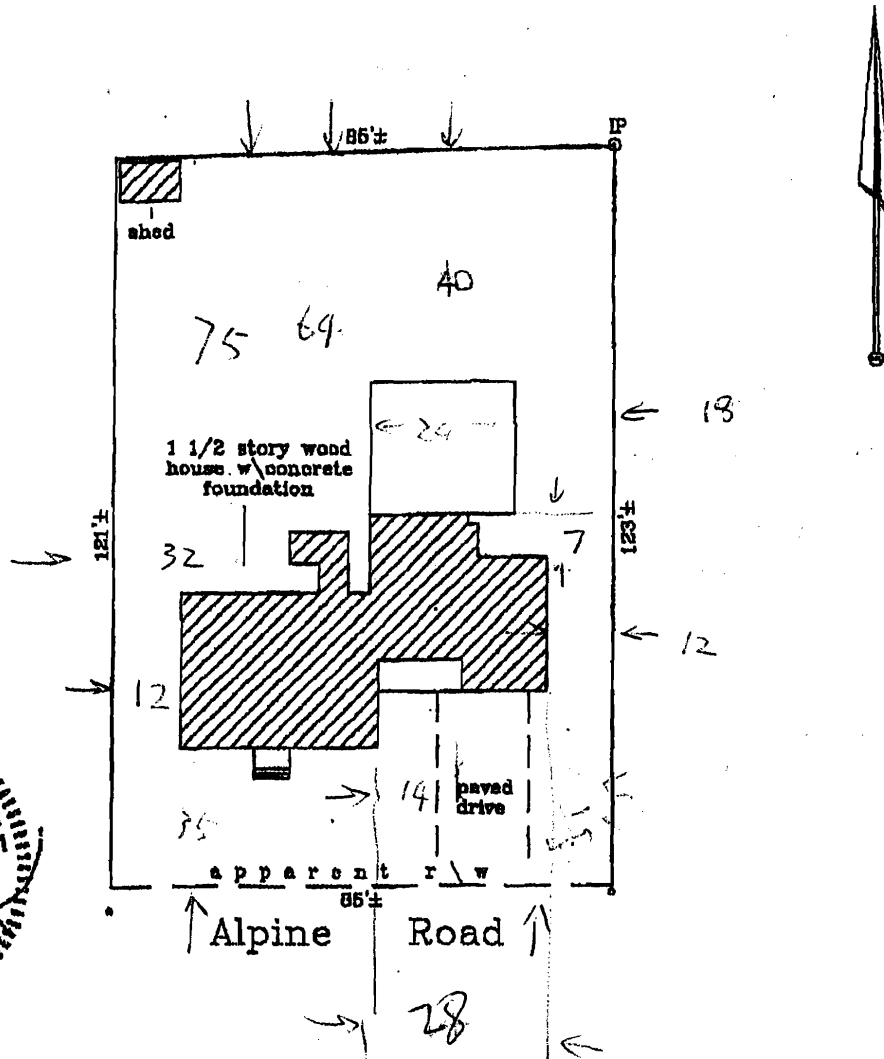 85'±
IP
shed
40
75 64
18
24
1 1/2 story wood
house w\concrete
foundation
121'±
123'±
7
32
12
12
14
paved
drive
35
apparent r\w
85'±
Alpine Road
28